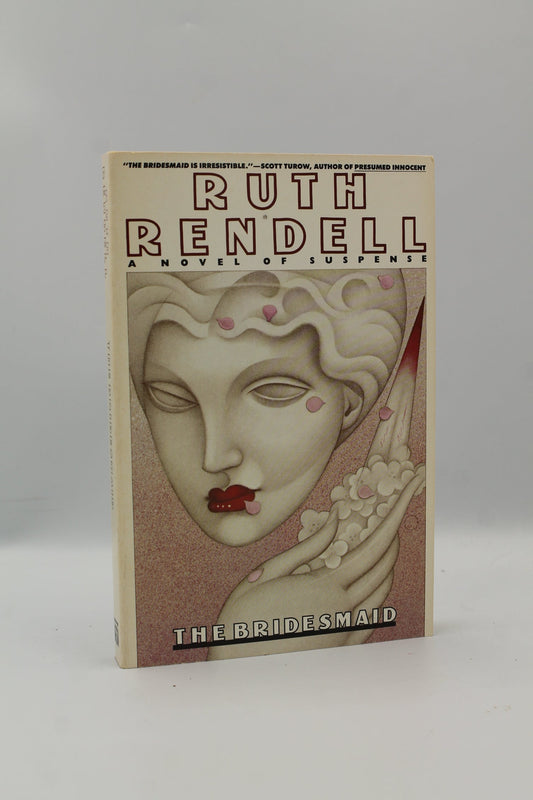 "THE BRIDESMAID IS IRRESISTIBLE."—SCOTT TUROW, AUTHOR OF PRESUMED INNOCENT
RUTH
RENDELL
A NOVEL OF SUSPENSE
THE BRIDESMAID